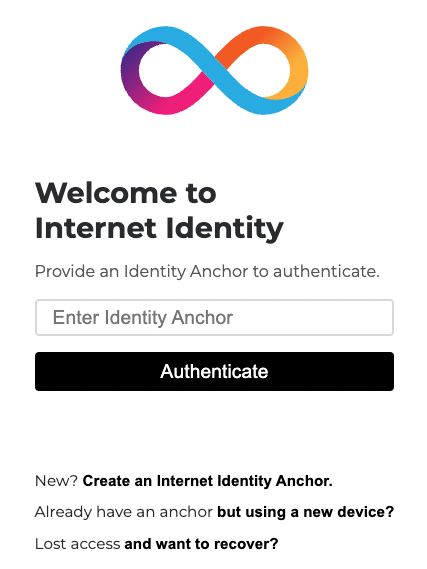 Welcome to
Internet Identity
Provide an Identity Anchor to authenticate.
Enter Identity Anchor
Authenticate
New? Create an Internet Identity Anchor.
Already have an anchor but using a new device?
Lost access and want to recover?